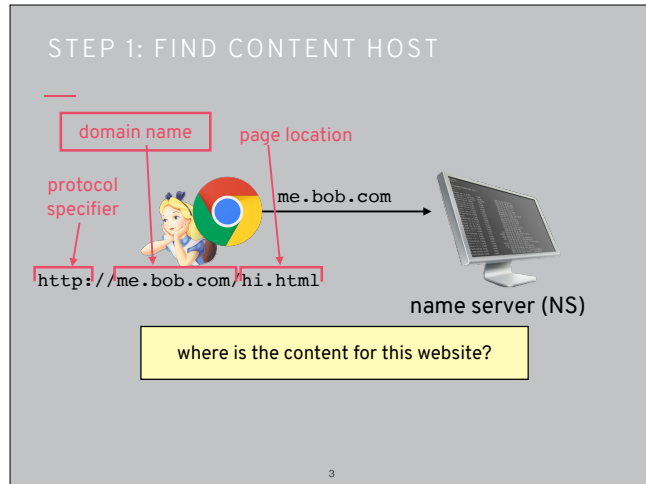 STEP 1: FIND CONTENT HOST
domain name
page location
protocol
specifier
me.bob.com
http://me.bob.com/hi.html
name server (NS)
where is the content for this website?
3